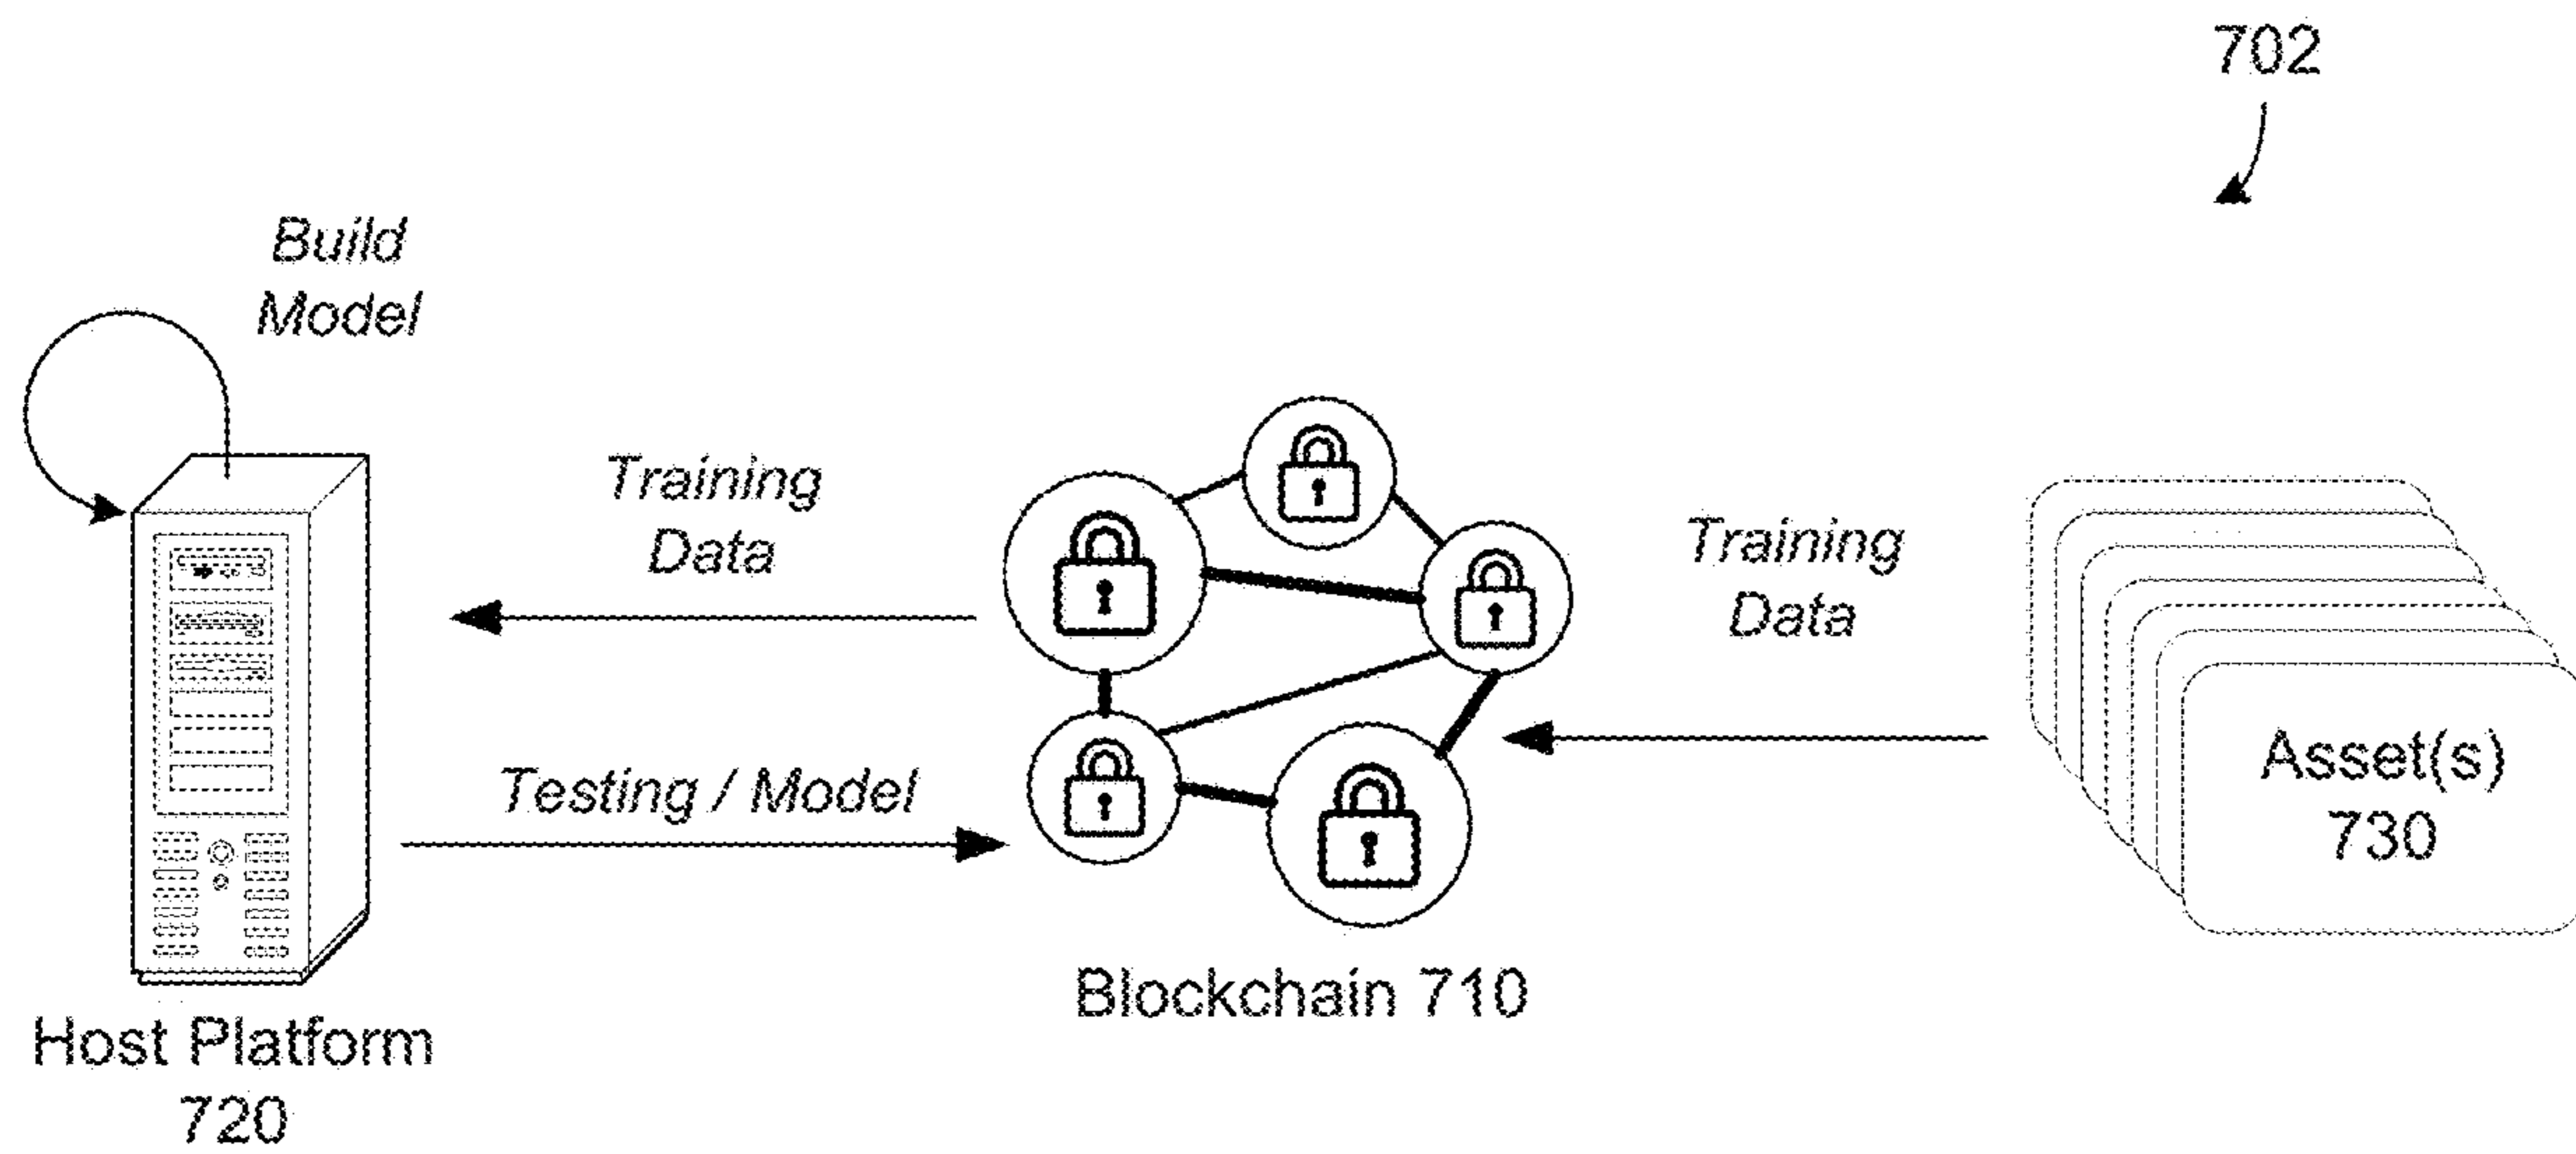 702
Build
Model
Training
Data
Training
Data
Testing / Model
Asset(s)
730
Blockchain 710
Host Platform
720